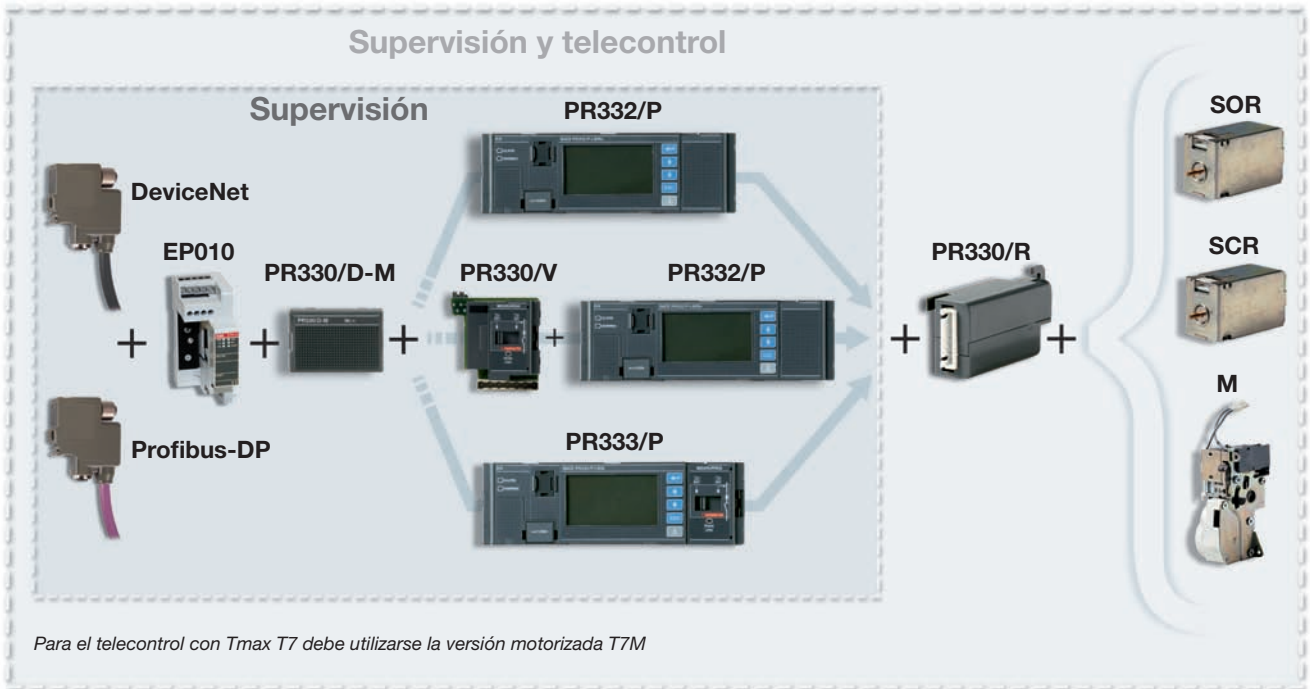 Supervisión y telecontrol
Supervisión
PR332/P
SOR
DeviceNet
EP010
PR330/D-M
PR330/V
PR332/P
PR330/R
SCR
M
PR333/P
Profibus-DP
Para el telecontrol con Tmax T7 debe utilizarse la versión motorizada T7M